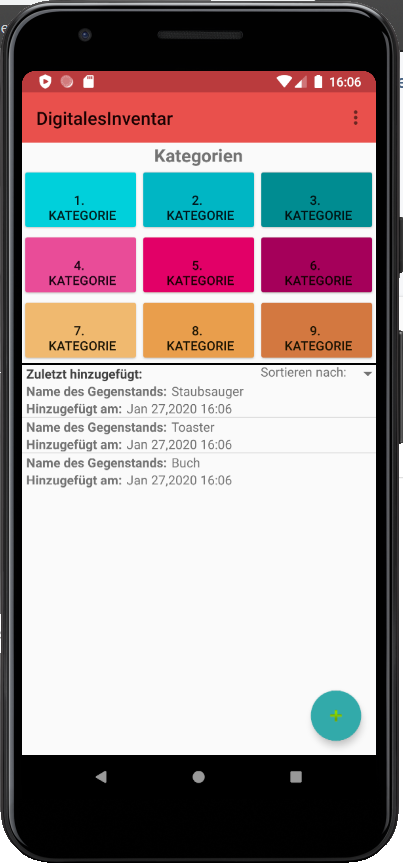 16:06
DigitalesInventar
Kategorien
1. KATEGORIE
2. KATEGORIE
3. KATEGORIE
4. KATEGORIE
5. KATEGORIE
6. KATEGORIE
7. KATEGORIE
8. KATEGORIE
9. KATEGORIE
Zuletzt hinzugefügt:
Sortieren nach:
Name des Gegenstands: Staubsauger
Hinzugefügt am: Jan 27,2020 16:06
Name des Gegenstands: Toaster
Hinzugefügt am: Jan 27,2020 16:06
Name des Gegenstands: Buch
Hinzugefügt am: Jan 27,2020 16:06